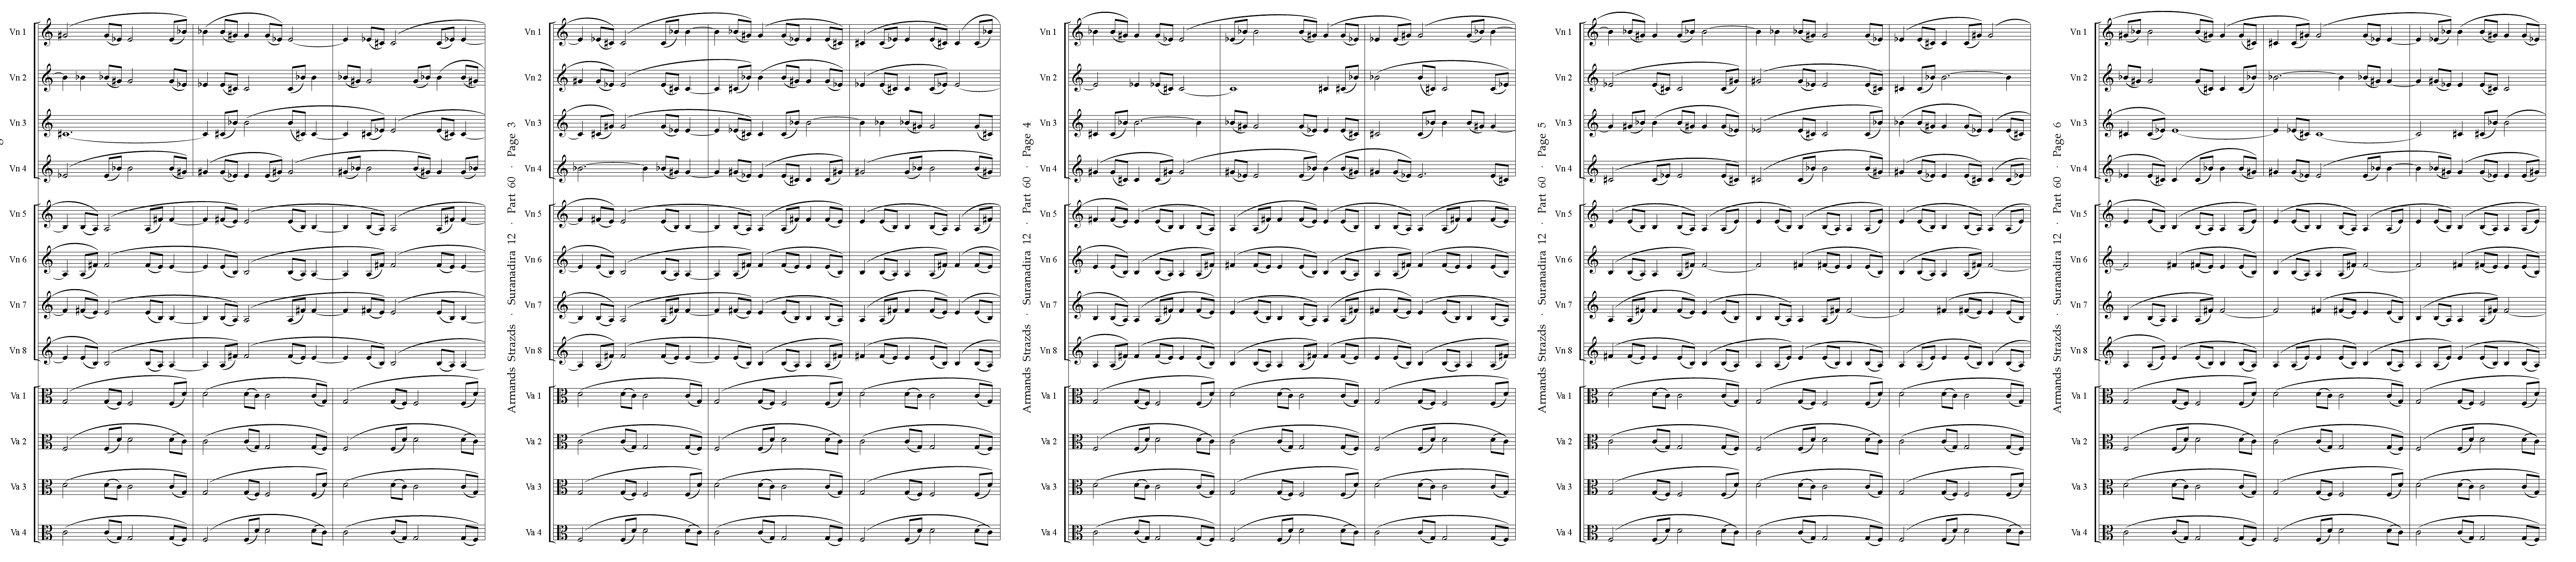 Vn 1
Vn 2
Vn 3
Vn 4
Vn 5
Vn 6
Vn 7
Vn 8
Va 1
Va 2
Va 3
Va 4
Armands Strazds · Suranadira 12 · Part 60 · Page 3
Vn 1
Vn 2
Vn 3
Vn 4
Vn 5
Vn 6
Vn 7
Vn 8
Va 1
Va 2
Va 3
Va 4
Armands Strazds · Suranadira 12 · Part 60 · Page 4
Vn 1
Vn 2
Vn 3
Vn 4
Vn 5
Vn 6
Vn 7
Vn 8
Va 1
Va 2
Va 3
Va 4
Armands Strazds · Suranadira 12 · Part 60 · Page 5
Vn 1
Vn 2
Vn 3
Vn 4
Vn 5
Vn 6
Vn 7
Vn 8
Va 1
Va 2
Va 3
Va 4
Armands Strazds · Suranadira 12 · Part 60 · Page 6
Vn 1
Vn 2
Vn 3
Vn 4
Vn 5
Vn 6
Vn 7
Vn 8
Va 1
Va 2
Va 3
Va 4